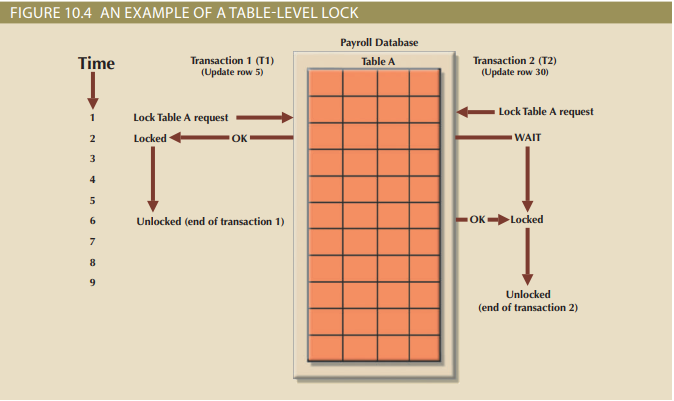 FIGURE 10.4 AN EXAMPLE OF A TABLE-LEVEL LOCK
Payroll Database
Time
Transaction 1 (T1)
(Update row 5)
Table A
Transaction 2 (T2)
(Update row 30)
1
Lock Table A request
Lock Table A request
2
Locked
OK
WAIT
3
4
5
6
Unlocked (end of transaction 1)
OK
Locked
7
8
9
Unlocked
(end of transaction 2)